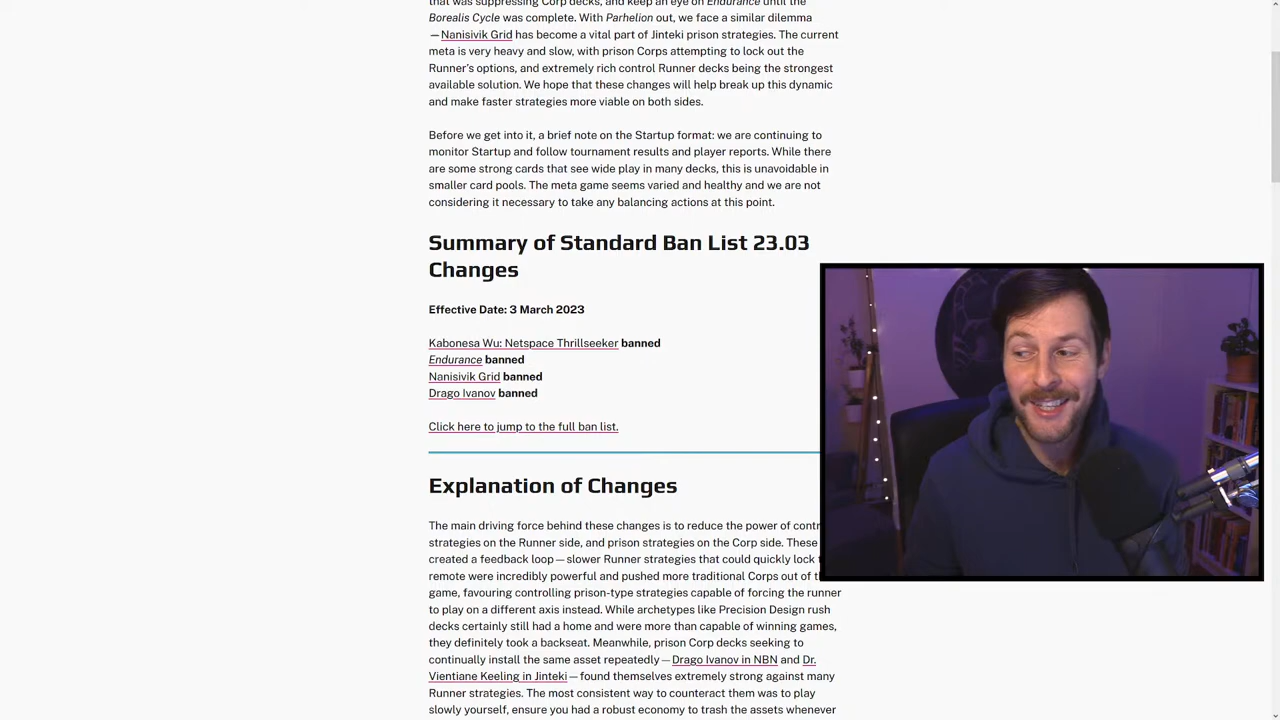 that was suppressing Corp decks, and keep an eye on Endurance until the
Borealis Cycle was complete. With Parhelion out, we face a similar dilemma
—Nanisivik Grid has become a vital part of Jinteki prison strategies. The current
meta is very heavy and slow, with prison Corps attempting to lock out the
Runner's options, and extremely rich control Runner decks being the strongest
available solution. We hope that these changes will help break up this dynamic
and make faster strategies more viable on both sides.
Before we get into it, a brief note on the Startup format: we are continuing to
monitor Startup and follow tournament results and player reports. While there
are some strong cards that see wide play in many decks, this is unavoidable in
smaller card pools. The meta game seems varied and healthy and we are not
considering it necessary to take any balancing actions at this point.
Summary of Standard Ban List 23.03
Changes
Effective Date: 3 March 2023
Kabonesa Wu: Netspace Thrillseeker banned
Endurance banned
Nanisivik Grid banned
Drago Ivanov banned
Click here to jump to the full ban list.
Explanation of Changes
The main driving force behind these changes is to reduce the power of contr
strategies on the Runner side, and prison strategies on the Corp side. These
created a feedback loop—slower Runner strategies that could quickly lock
remote were incredibly powerful and pushed more traditional Corps out of
game, favouring controlling prison-type strategies capable of forcing the runner
to play on a different axis instead. While archetypes like Precision Design rush
decks certainly still had a home and were more than capable of winning games,
they definitely took a backseat. Meanwhile, prison Corp decks seeking to
continually install the same asset repeatedly—Drago Ivanov in NBN and Dr.
Vientiane Keeling in Jinteki—found themselves extremely strong against many
Runner strategies. The most consistent way to counteract them was to play
slowly yourself, ensure you had a robust economy to trash the assets whenever